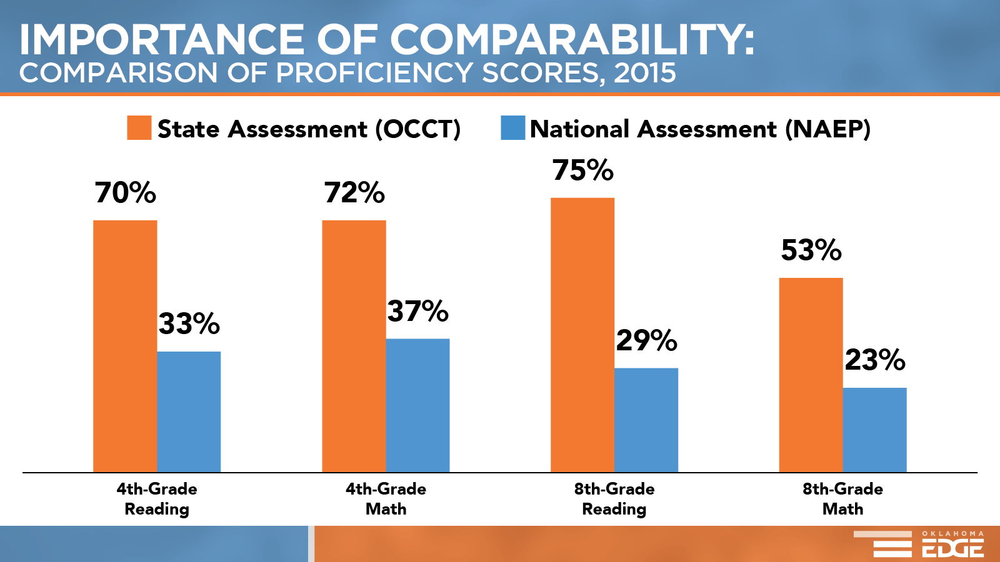 IMPORTANCE OF COMPARABILITY:
COMPARISON OF PROFICIENCY SCORES, 2015
State Assessment (OCCT)
National Assessment (NAEP)
70%
33%
72%
37%
75%
29%
53%
23%
4th-Grade
Reading
4th-Grade
Math
8th-Grade
Reading
8th-Grade
Math
OKLAHOMA
EDGE